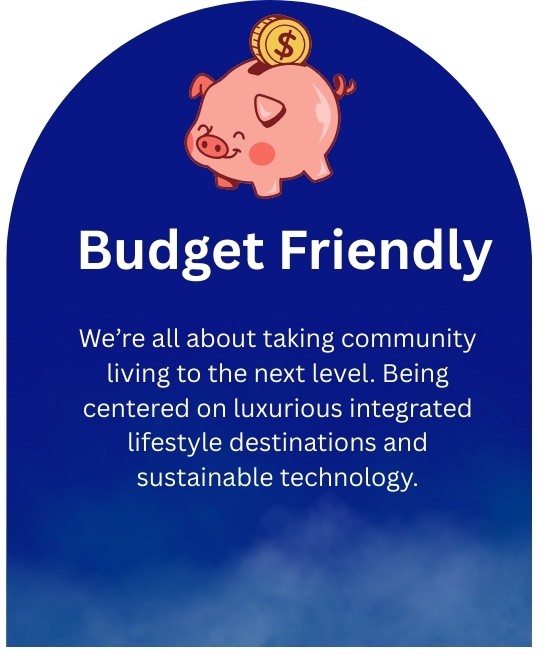 $
Budget Friendly
We’re all about taking community
living to the next level. Being
centered on luxurious integrated
lifestyle destinations and
sustainable technology.